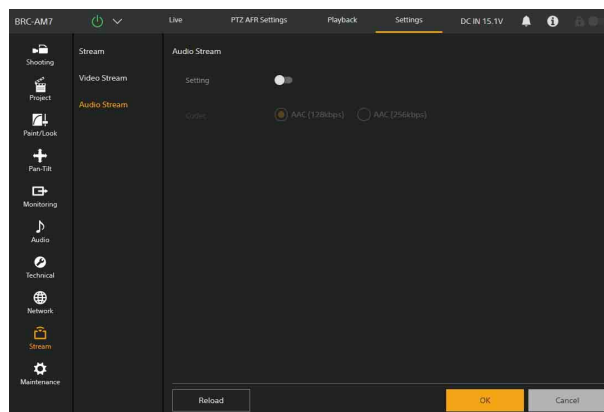 BRC-AM7
Live
PTZ AFR Settings
Playback
Settings
DC IN 15.1V
Shooting
Project
Paint/Look
Pan-Tilt
Monitoring
Audio
Technical
Network
Stream
Maintenance
Stream
Video Stream
Audio Stream
Audio Stream
Setting
Codec
AAC (128kbps)
AAC (256kbps)
Reload
OK
Cancel